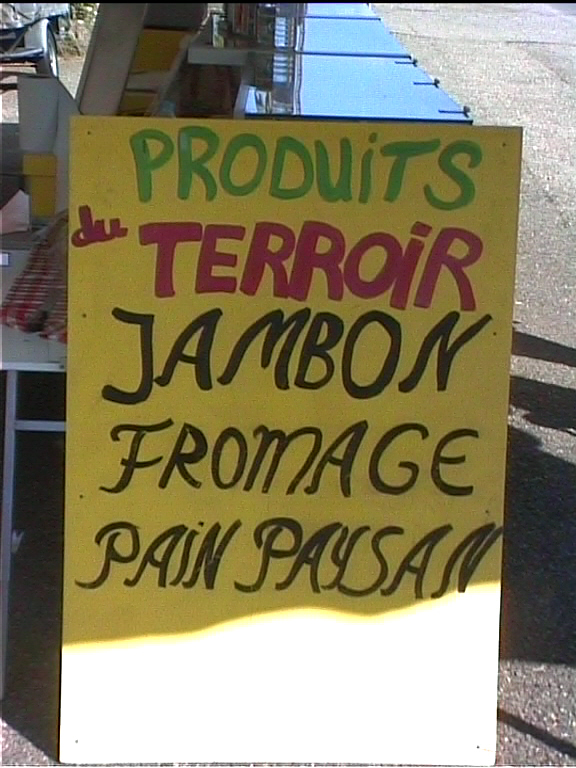 PRODUiTS
du TERROiR
JAMBON
FROMAGE
PAiN PAYSAN